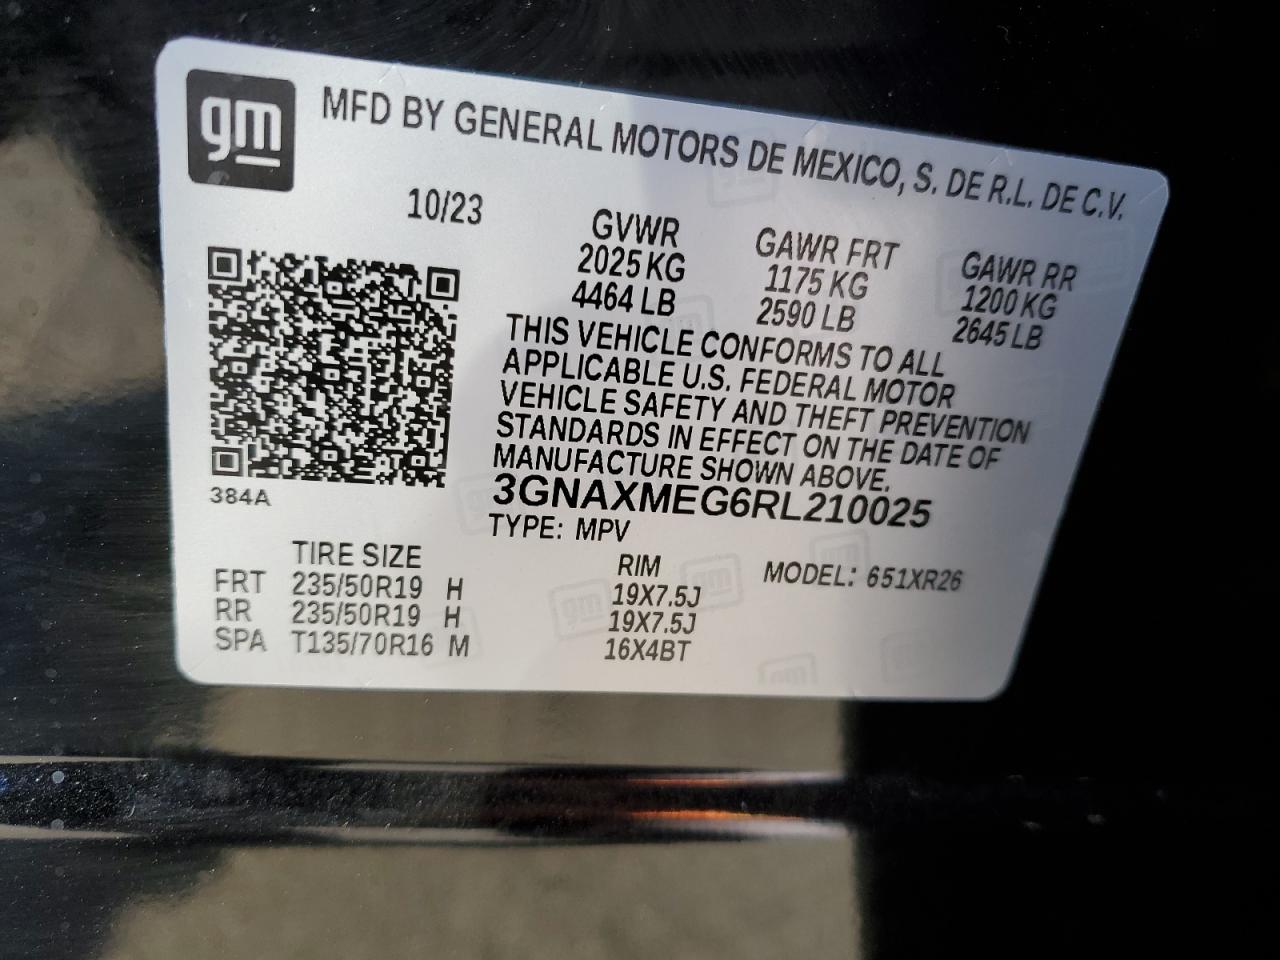 gm
MFD BY GENERAL MOTORS DE MEXICO, S. DE R.L. DE C.V.
10/23
GVWR GAWR FRT GAWR RR
2025 KG 1175 KG 1200 KG
4464 LB 2590 LB 2645 LB
THIS VEHICLE CONFORMS TO ALL
APPLICABLE U.S. FEDERAL MOTOR
VEHICLE SAFETY AND THEFT PREVENTION
STANDARDS IN EFFECT ON THE DATE OF
MANUFACTURE SHOWN ABOVE.
384A
3GNAXMEG6RL210025
TYPE: MPV
TIRE SIZE RIM MODEL: 651XR26
FRT 235/50R19 H 19X7.5J
RR 235/50R19 H 19X7.5J
SPA T135/70R16 M 16X4BT